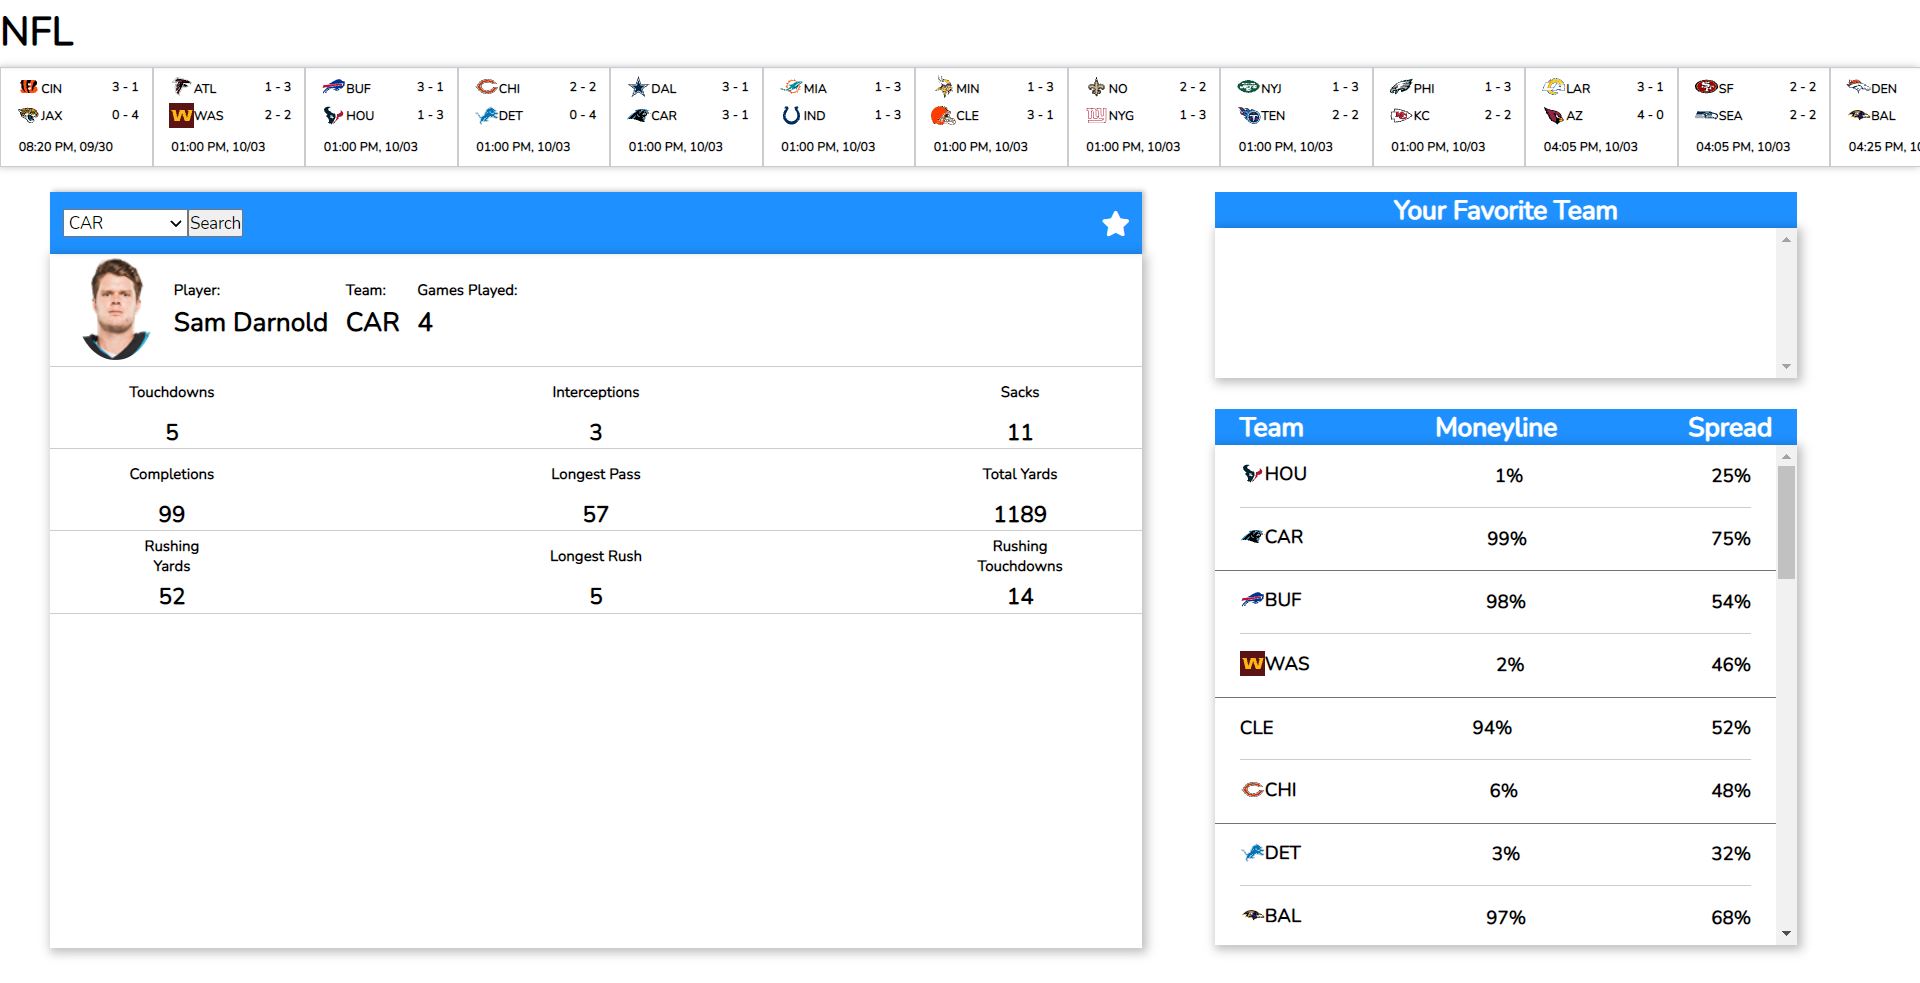 NFL
CIN 3 - 1 ATL 1 - 3 BUF 3 - 1 CHI 2 - 2 DAL 3 - 1 MIA 1 - 3 MIN 1 - 3 NO 2 - 2 NYJ 1 - 3 PHI 1 - 3 LAR 3 - 1 SF 2 - 2 DEN
JAX 0 - 4 WAS 2 - 2 HOU 1 - 3 DET 0 - 4 CAR 3 - 1 IND 1 - 3 CLE 3 - 1 NYG 1 - 3 TEN 2 - 2 KC 2 - 2 AZ 4 - 0 SEA 2 - 2 BAL
08:20 PM, 09/30 01:00 PM, 10/03 01:00 PM, 10/03 01:00 PM, 10/03 01:00 PM, 10/03 01:00 PM, 10/03 01:00 PM, 10/03 01:00 PM, 10/03 01:00 PM, 10/03 01:00 PM, 10/03 04:05 PM, 10/03 04:05 PM, 10/03 04:25 PM,
CAR Search
Player: Team: Games Played:
Sam Darnold CAR 4
Touchdowns Interceptions Sacks
5 3 11
Completions Longest Pass Total Yards
99 57 1189
Rushing Yards Longest Rush Rushing Touchdowns
52 5 14
Your Favorite Team
Team Moneyline Spread
HOU 1% 25%
CAR 99% 75%
BUF 98% 54%
WAS 2% 46%
CLE 94% 52%
CHI 6% 48%
DET 3% 32%
BAL 97% 68%